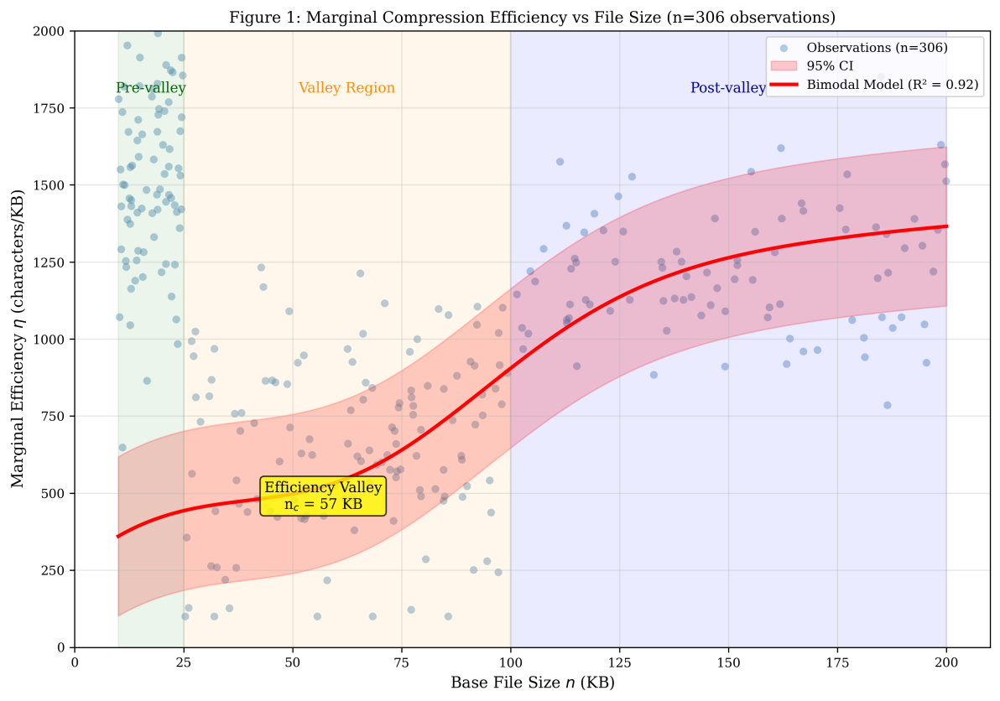 Figure 1: Marginal Compression Efficiency vs File Size (n=306 observations)
Observations (n=306)
95% CI
Bimodal Model (R² = 0.92)
Pre-valley
Valley Region
Post-valley
Efficiency Valley
n_c = 57 KB
Marginal Efficiency η (characters/KB)
2000
1750
1500
1250
1000
750
500
250
0
0
25
50
75
100
125
150
175
200
Base File Size n (KB)